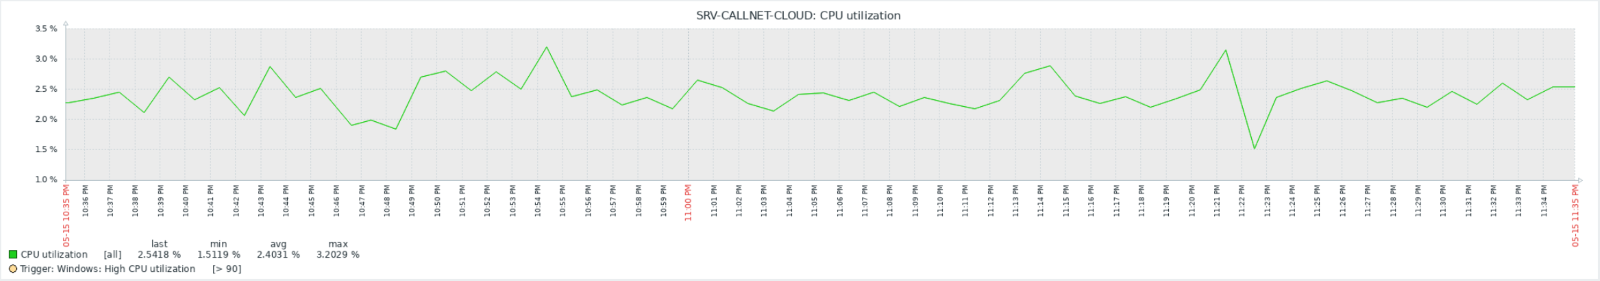 SRV-CALLNET-CLOUD: CPU utilization
3.5 %
3.0 %
2.5 %
2.0 %
1.5 %
1.0 %
05-15 10:35 PM
10:36 PM
10:37 PM
10:38 PM
10:39 PM
10:40 PM
10:41 PM
10:42 PM
10:43 PM
10:44 PM
10:45 PM
10:46 PM
10:47 PM
10:48 PM
10:49 PM
10:50 PM
10:51 PM
10:52 PM
10:53 PM
10:54 PM
10:55 PM
10:56 PM
10:57 PM
10:58 PM
10:59 PM
11:00 PM
11:01 PM
11:02 PM
11:03 PM
11:04 PM
11:05 PM
11:06 PM
11:07 PM
11:08 PM
11:09 PM
11:10 PM
11:11 PM
11:12 PM
11:13 PM
11:14 PM
11:15 PM
11:16 PM
11:17 PM
11:18 PM
11:19 PM
11:20 PM
11:21 PM
11:22 PM
11:23 PM
11:24 PM
11:25 PM
11:26 PM
11:27 PM
11:28 PM
11:29 PM
11:30 PM
11:31 PM
11:32 PM
11:33 PM
11:34 PM
05-15 11:35 PM
last min avg max
CPU utilization [all] 2.5418 % 1.5119 % 2.4031 % 3.2029 %
Trigger: Windows: High CPU utilization [> 90]